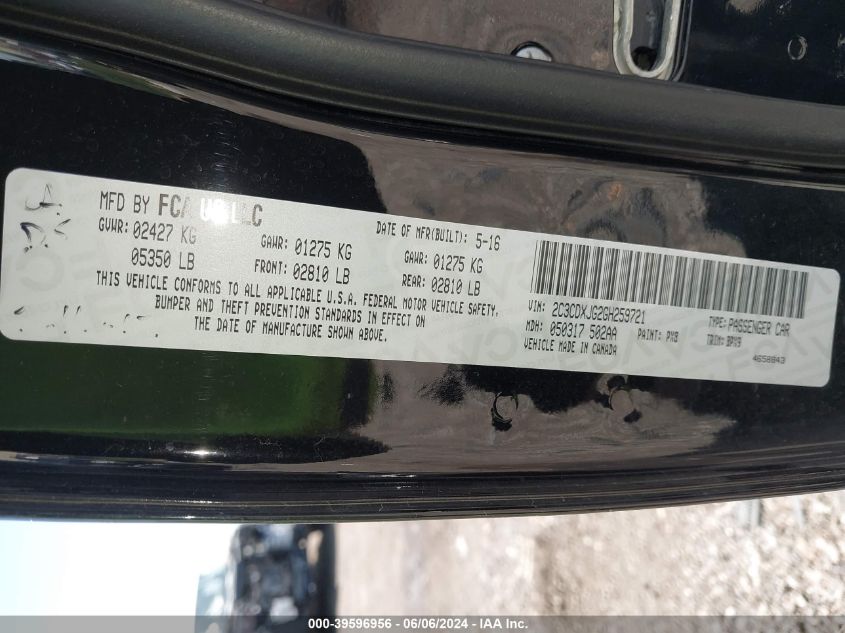 MFD BY FCA US LLC
GVWR: 02427 KG
05350 LB
GAWR: 01275 KG
FRONT: 02810 LB
DATE OF MFR(BUILT): 5-16
GAWR: 01275 KG
REAR: 02810 LB
THIS VEHICLE CONFORMS TO ALL APPLICABLE U.S.A. FEDERAL MOTOR VEHICLE SAFETY,
BUMPER AND THEFT PREVENTION STANDARDS IN EFFECT ON
THE DATE OF MANUFACTURE SHOWN ABOVE.
VIN: 2C3CDXJG2GH259721
TYPE: PASSENGER CAR
MDH: 050317 502AA
PAINT: PX8
TRIM: BPX9
VEHICLE MADE IN CANADA
4658843
000-39596956 - 06/06/2024 - IAA Inc.